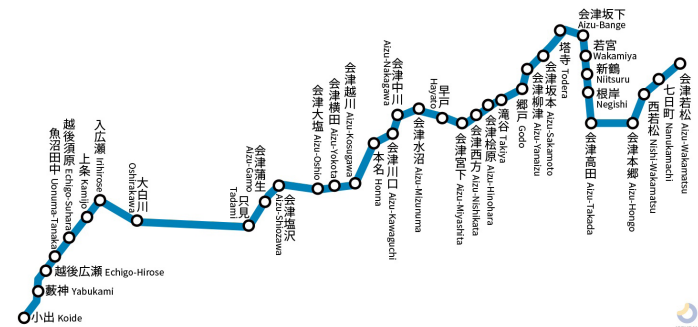 小出 Koide
藪神 Yabukami
越後広瀬 Echigo-Hirose
魚沼田中 Uonuma-Tanaka
越後須原 Echigo-Suhara
上条 Kamijo
入広瀬 Irihirose
大白川 Oshirakawa
只見 Tadami
会津蒲生 Aizu-Gamo
会津塩沢 Aizu-Shiozawa
会津大塩 Aizu-Oshio
会津横田 Aizu-Yokota
会津越川 Aizu-Kosugawa
本名 Honna
会津川口 Aizu-Kawaguchi
会津中川 Aizu-Nakagawa
会津水沼 Aizu-Mizunuma
早戸 Hayato
会津宮下 Aizu-Miyashita
会津西方 Aizu-Nishikata
会津桧原 Aizu-Hinohara
滝谷 Takiya
郷戸 Godo
会津柳津 Aizu-Yanaizu
会津坂本 Aizu-Sakamoto
塔寺 Todera
会津坂下
Aizu-Bange
若宮
Wakamiya
新鶴
Niitsuru
根岸
Negishi
会津高田 Aizu-Takada
会津本郷 Aizu-Hongo
西若松 Nishi-Wakamatsu
七日町 Nanukamachi
会津若松 Aizu-Wakamatsu